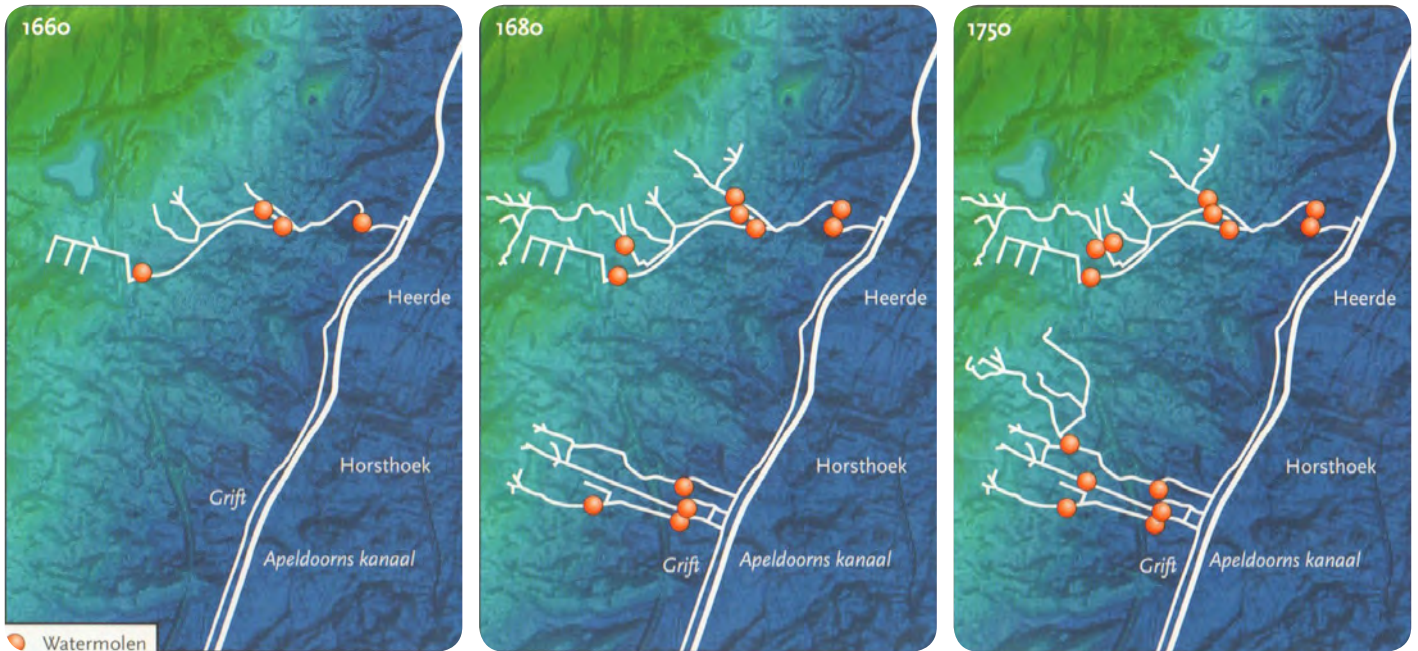 1660
Heerde
Horsthoek
Grift
Apeldoorns kanaal
Watermolen
1680
Heerde
Horsthoek
Grift
Apeldoorns kanaal
1750
Heerde
Horsthoek
Grift
Apeldoorns kanaal